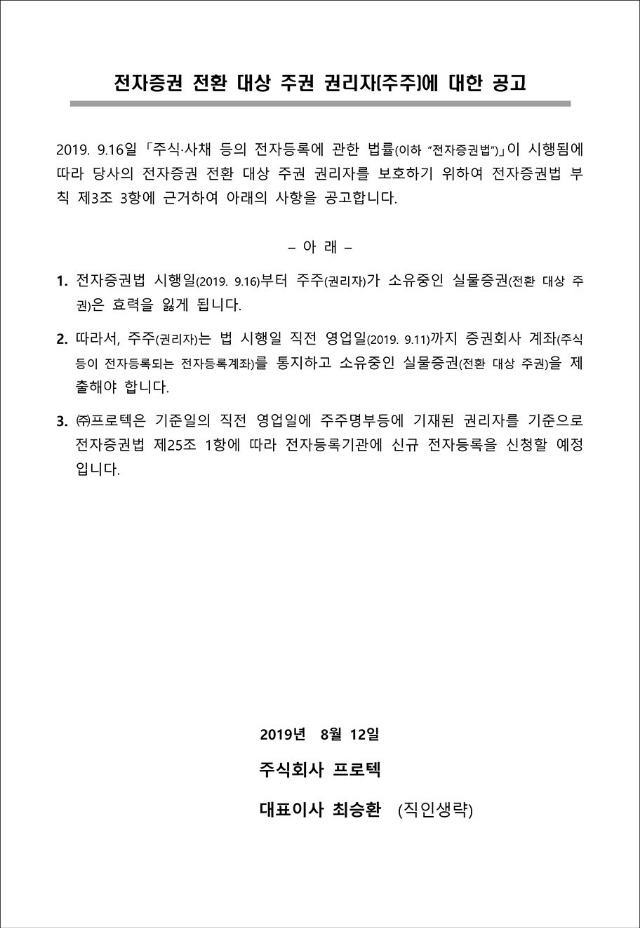 전자증권 전환 대상 주권 권리자(주주)에 대한 공고
2019. 9.16일 「주식·사채 등의 전자등록에 관한 법률(이하 “전자증권법”)」이 시행됨에
따라 당사의 전자증권 전환 대상 주권 권리자를 보호하기 위하여 전자증권법 부
칙 제3조 3항에 근거하여 아래의 사항을 공고합니다.
– 아 래 –
1. 전자증권법 시행일(2019. 9.16)부터 주주(권리자)가 소유중인 실물증권(전환 대상 주
권)은 효력을 잃게 됩니다.
2. 따라서, 주주(권리자)는 법 시행일 직전 영업일(2019. 9.11)까지 증권회사 계좌(주식
등이 전자등록되는 전자등록계좌)를 통지하고 소유중인 실물증권(전환 대상 주권)을 제
출해야 합니다.
3. ㈜프로텍은 기준일의 직전 영업일에 주주명부등에 기재된 권리자를 기준으로
전자증권법 제25조 1항에 따라 전자등록기관에 신규 전자등록을 신청할 예정
입니다.
2019년 8월 12일
주식회사 프로텍
대표이사 최승환 (직인생략)